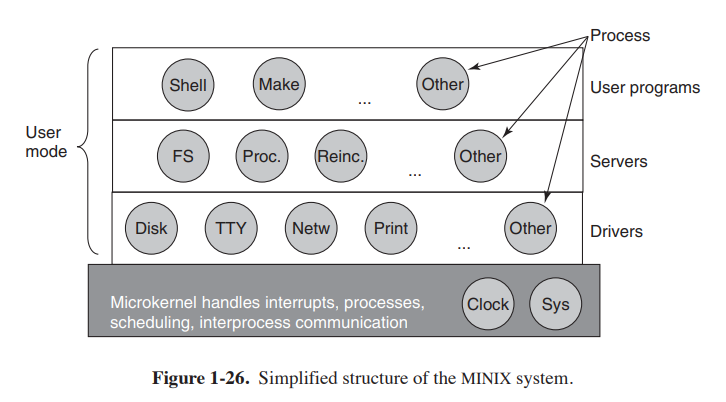 Process
Shell
Make
...
Other
User programs
User
mode
FS
Proc.
Reinc.
...
Other
Servers
Disk
TTY
Netw
Print
...
Other
Drivers
Microkernel handles interrupts, processes,
scheduling, interprocess communication
Clock
Sys
Figure 1-26. Simplified structure of the MINIX system.